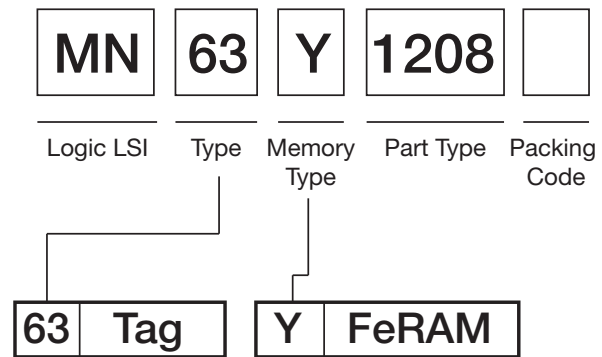 MN 63 Y 1208
Logic LSI Type Memory Type Part Type Packing Code
63 Tag Y FeRAM